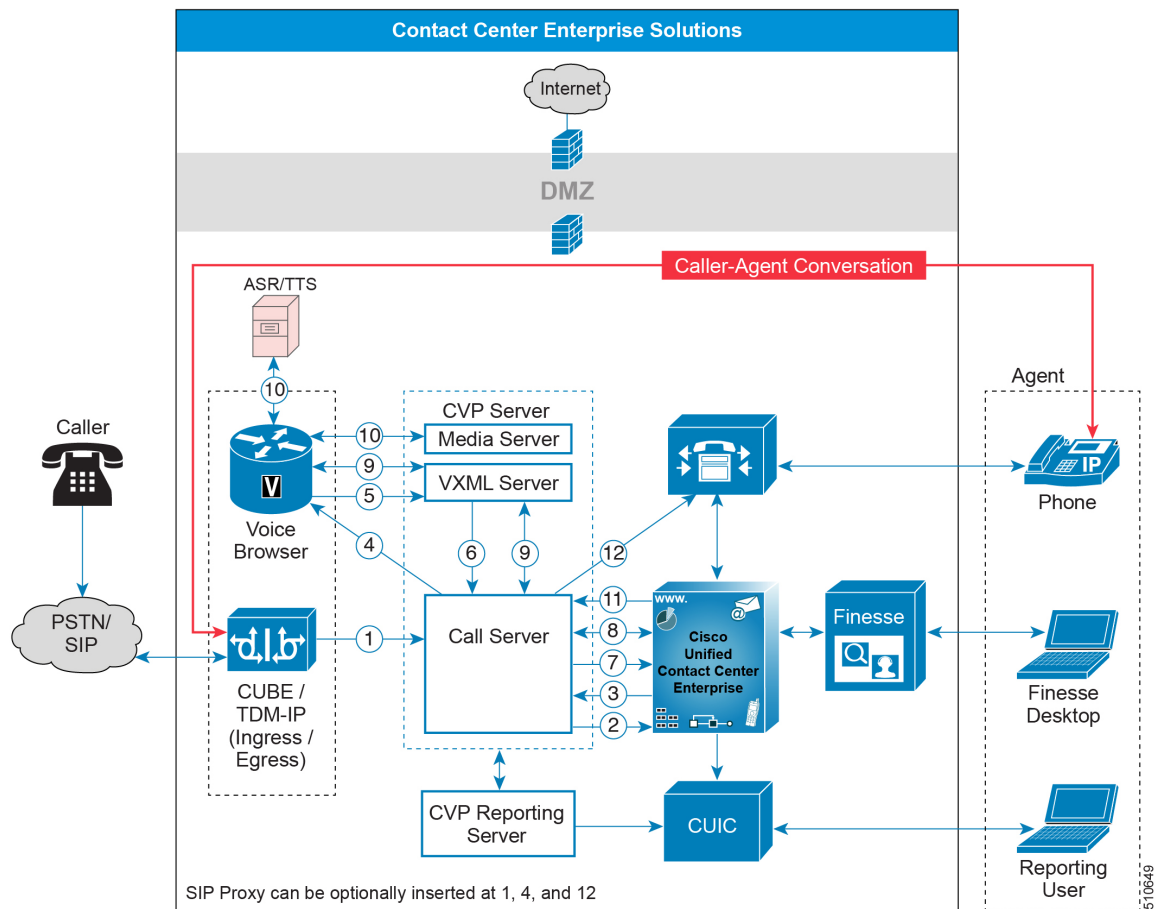 Contact Center Enterprise Solutions
Internet
DMZ
Caller-Agent Conversation
ASR/TTS
10
Agent
Caller
CVP Server
10
Media Server
9
VXML Server
5
V
IP
Phone
Voice
Browser
4
6
9
12
PSTN/
SIP
1
Call Server
11
8
7
3
2
www.
@
Cisco
Unified
Contact Center
Enterprise
Finesse
CUBE /
TDM-IP
(Ingress /
Egress)
Finesse
Desktop
CVP Reporting
Server
CUIC
Reporting
User
SIP Proxy can be optionally inserted at 1, 4, and 12
510649